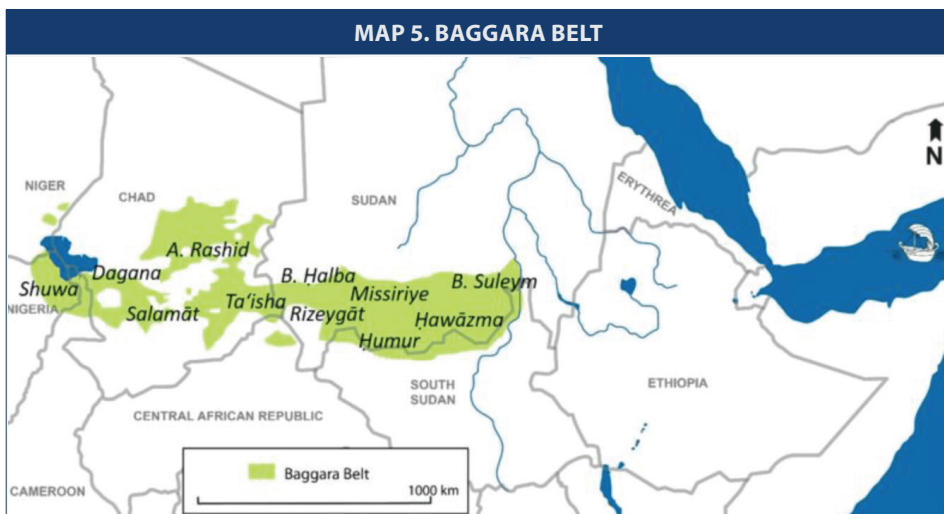 MAP 5. BAGGARA BELT
N
NIGER
CHAD
SUDAN
ERYTHREA
A. Rashid
Dagana
B. Ḥalba
B. Suleym
Shuwa
Missiriye
Ta‘isha
NIGERIA
Salamāt
Rizeygāt
Ḥawāzma
Ḥumur
SOUTH
SUDAN
ETHIOPIA
CENTRAL AFRICAN REPUBLIC
Baggara Belt
CAMEROON
1000 km